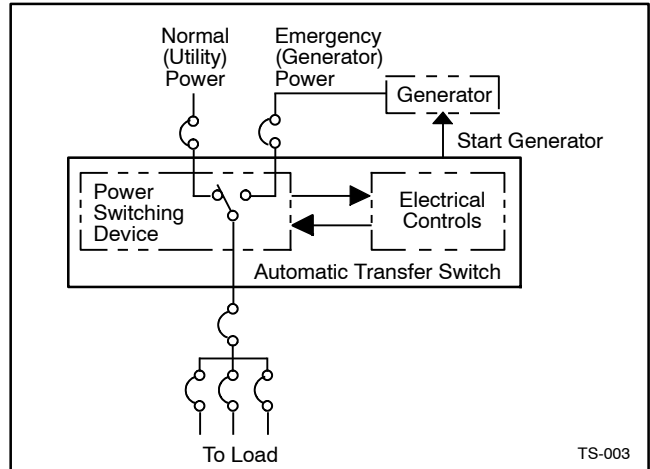 Normal
(Utility)
Power
Emergency
(Generator)
Power
Generator
Start Generator
Power
Switching
Device
Electrical
Controls
Automatic Transfer Switch
To Load
TS-003